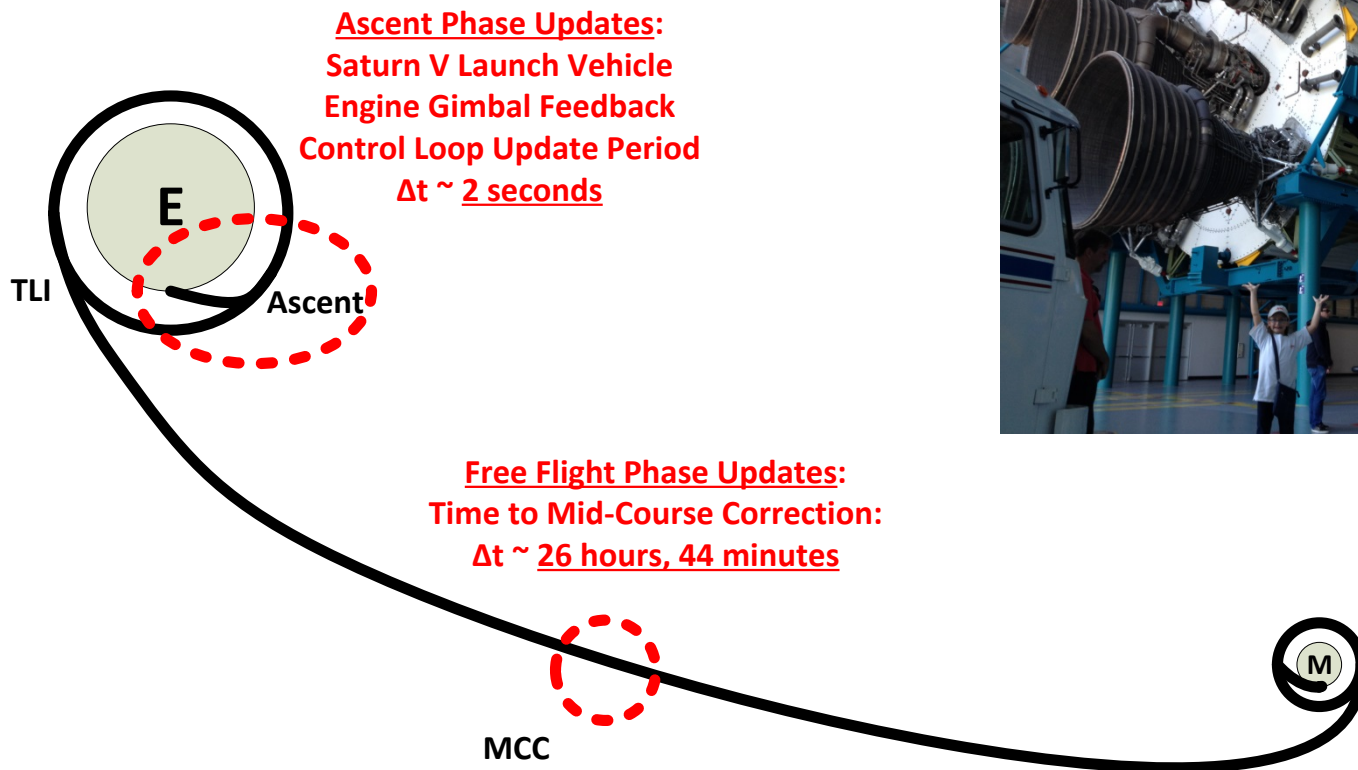 Ascent Phase Updates:
Saturn V Launch Vehicle
Engine Gimbal Feedback
Control Loop Update Period
Δt ~ 2 seconds
E
TLI
Ascent
Free Flight Phase Updates:
Time to Mid-Course Correction:
Δt ~ 26 hours, 44 minutes
M
MCC